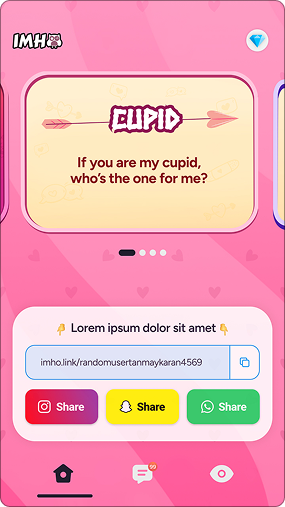 IMHO
CUPID
If you are my cupid,
who's the one for me?
👇 Lorem ipsum dolor sit amet 👇
imho.link/randomusertanmaykaran4569
Share Share Share